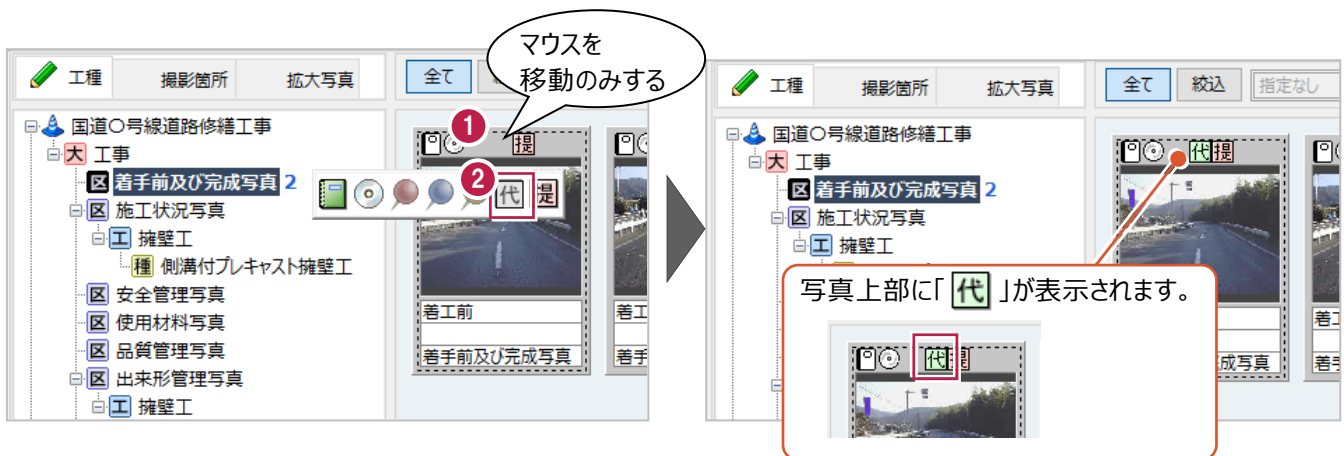 マウスを
移動のみする
工種 撮影箇所 拡大写真
全て
国道〇号線道路修繕工事
大 工事
区 着手前及び完成写真 2
区 施工状況写真
工 擁壁工
種 側溝付プレキャスト擁壁工
区 安全管理写真
区 使用材料写真
区 品質管理写真
区 出来形管理写真
工 擁壁工
1
提
2
代 提
着工前
着手前及び完成写真
着工
着手
工種 撮影箇所 拡大写真
全て 絞込 指定なし
国道〇号線道路修繕工事
大 工事
区 着手前及び完成写真 2
区 施工状況写真
工 擁壁工
代提
写真上部に「代」が表示されます。
代提
成写真
着工
着手